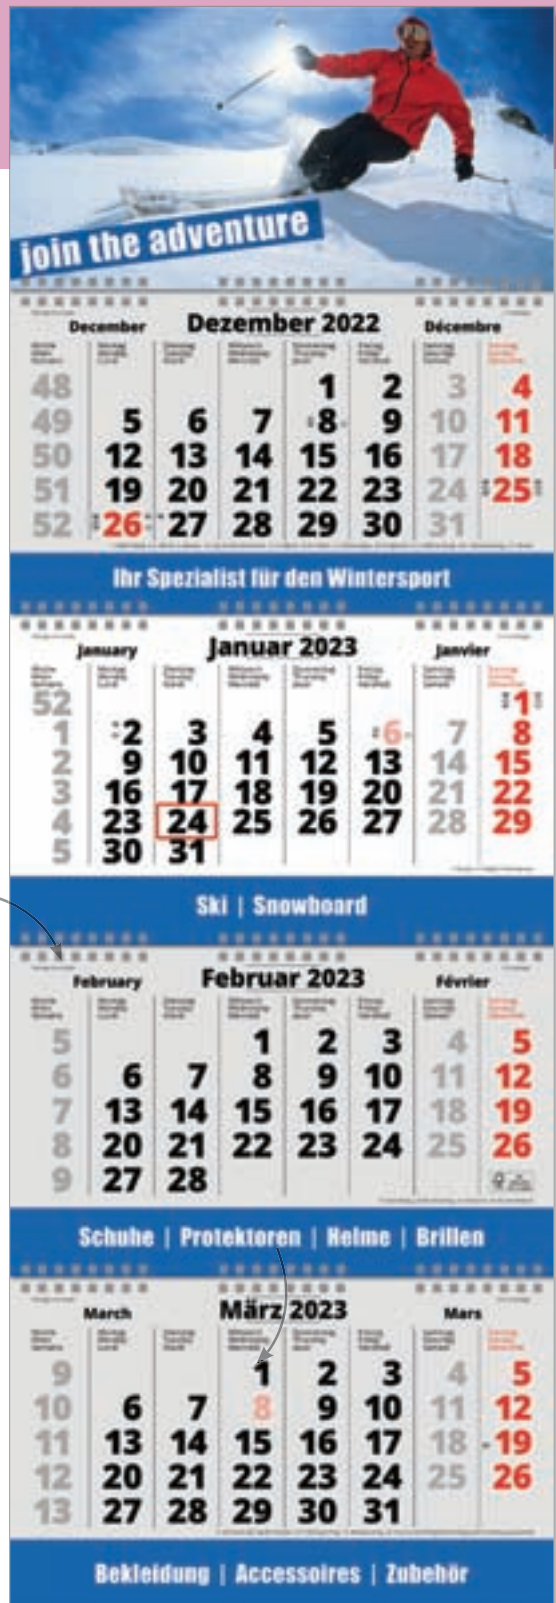 join the adventure
December Dezember 2022 Décembre
48 1 2 3 4
49 5 6 7 8 9 10 11
50 12 13 14 15 16 17 18
51 19 20 21 22 23 24 25
52 26 27 28 29 30 31
Ihr Spezialist für den Wintersport
January Januar 2023 Janvier
52 1
1 2 3 4 5 6 7 8
2 9 10 11 12 13 14 15
3 16 17 18 19 20 21 22
4 23 24 25 26 27 28 29
5 30 31
Ski | Snowboard
February Februar 2023 Février
5 1 2 3 4 5
6 6 7 8 9 10 11 12
7 13 14 15 16 17 18 19
8 20 21 22 23 24 25 26
9 27 28
Schuhe | Protektoren | Helme | Brillen
March März 2023 Mars
9 1 2 3 4 5
10 6 7 8 9 10 11 12
11 13 14 15 16 17 18 19
12 20 21 22 23 24 25 26
13 27 28 29 30 31
Bekleidung | Accessoires | Zubehör